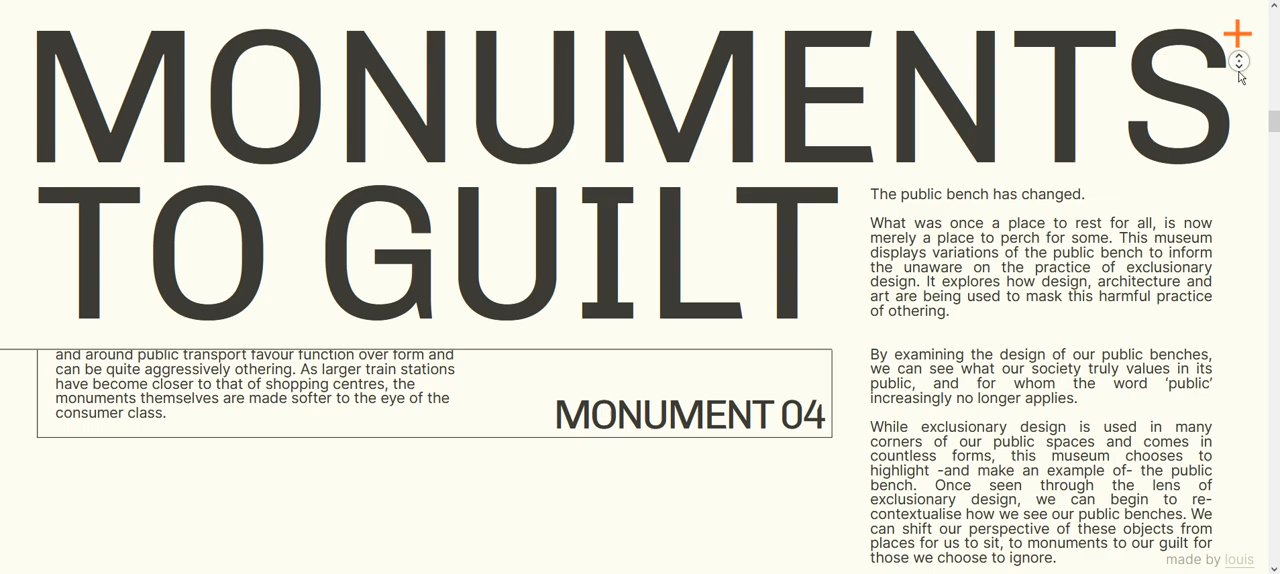 MONUMENTS
TO GUILT
The public bench has changed.
What was once a place to rest for all, is now
merely a place to perch for some. This museum
displays variations of the public bench to inform
the unaware on the practice of exclusionary
design. It explores how design, architecture and
art are being used to mask this harmful practice
of othering.
and around public transport favour function over form and
can be quite aggressively othering. As larger train stations
have become closer to that of shopping centres, the
monuments themselves are made softer to the eye of the
consumer class.
MONUMENT 04
By examining the design of our public benches,
we can see what our society truly values in its
public, and for whom the word ‘public’
increasingly no longer applies.
While exclusionary design is used in many
corners of our public spaces and comes in
countless forms, this museum chooses to
highlight -and make an example of- the public
bench. Once seen through the lens of
exclusionary design, we can begin to re-
contextualise how we see our public benches. We
can shift our perspective of these objects from
places for us to sit, to monuments to our guilt for
those we choose to ignore.
made by louis